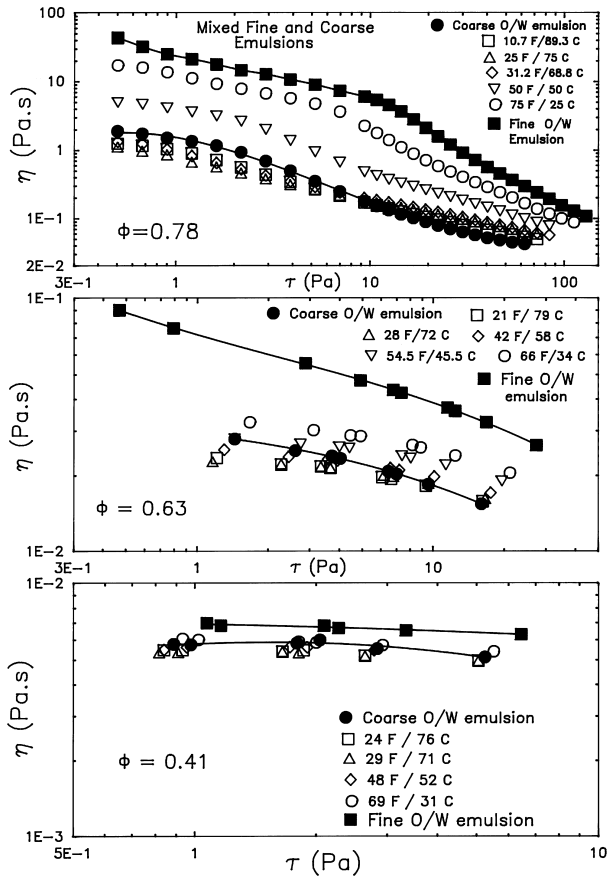 Mixed Fine and Coarse
Emulsions
Coarse O/W emulsion
10.7 F/89.3 C
25 F/ 75 C
31.2 F/68.8 C
50 F/ 50 C
75 F/ 25 C
Fine O/W
Emulsion
100
10
1
1E−1
2E−2
η (Pa.s)
ϕ=0.78
3E−1
1
10
100
τ (Pa)
1E−1
1E−2
η (Pa.s)
Coarse O/W emulsion
21 F/ 79 C
28 F/72 C
42 F/ 58 C
54.5 F/45.5 C
66 F/34 C
Fine O/W
emulsion
ϕ = 0.63
3E−1
1
10
τ (Pa)
1E−2
1E−3
η (Pa.s)
Coarse O/W emulsion
24 F / 76 C
29 F / 71 C
48 F / 52 C
69 F / 31 C
Fine O/W emulsion
ϕ = 0.41
5E−1
1
10
τ (Pa)